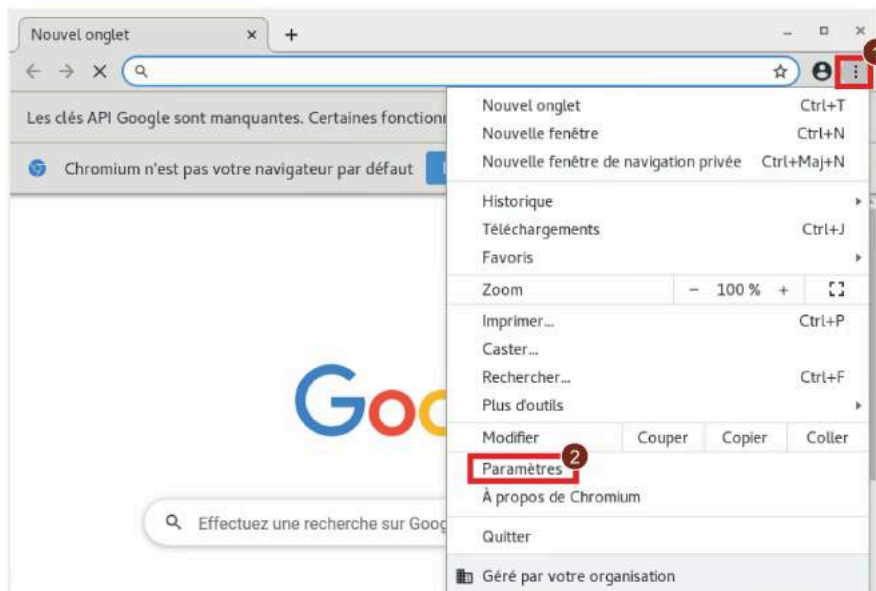 Nouvel onglet
1
Les clés API Google sont manquantes. Certaines
Chromium n'est pas votre navigateur par défaut
Nouvel onglet Ctrl+T
Nouvelle fenêtre Ctrl+N
Nouvelle fenêtre de navigation privée Ctrl+Maj+N
Historique
Téléchargements Ctrl+J
Favoris
Zoom - 100 % +
Imprimer... Ctrl+P
Caster...
Rechercher... Ctrl+F
Plus d'outils
Modifier Couper Copier Coller
Paramètres 2
À propos de Chromium
Quitter
Géré par votre organisation
Effectuez une recherche sur